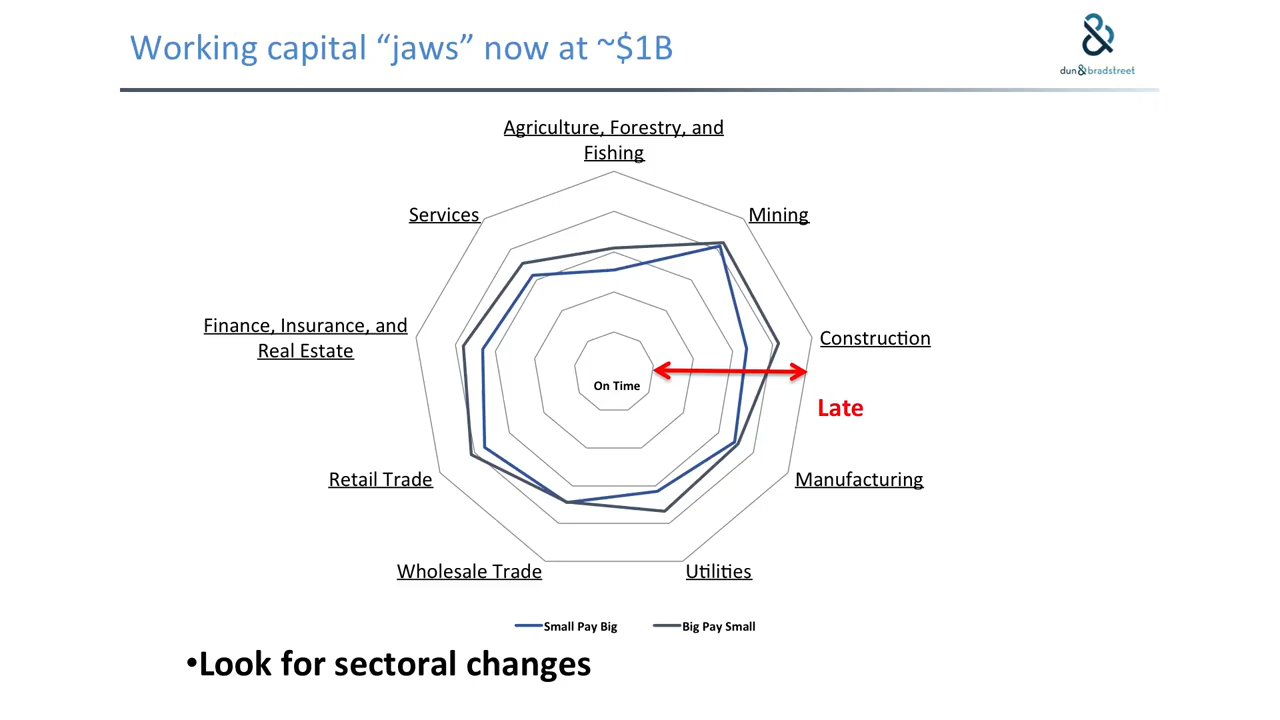 Working capital “jaws” now at ~$1B
dun&bradstreet
Agriculture, Forestry, and
Fishing
Services
Mining
Finance, Insurance, and
Real Estate
Construction
On Time
Late
Retail Trade
Manufacturing
Wholesale Trade
Utilities
Small Pay Big
Big Pay Small
•Look for sectoral changes